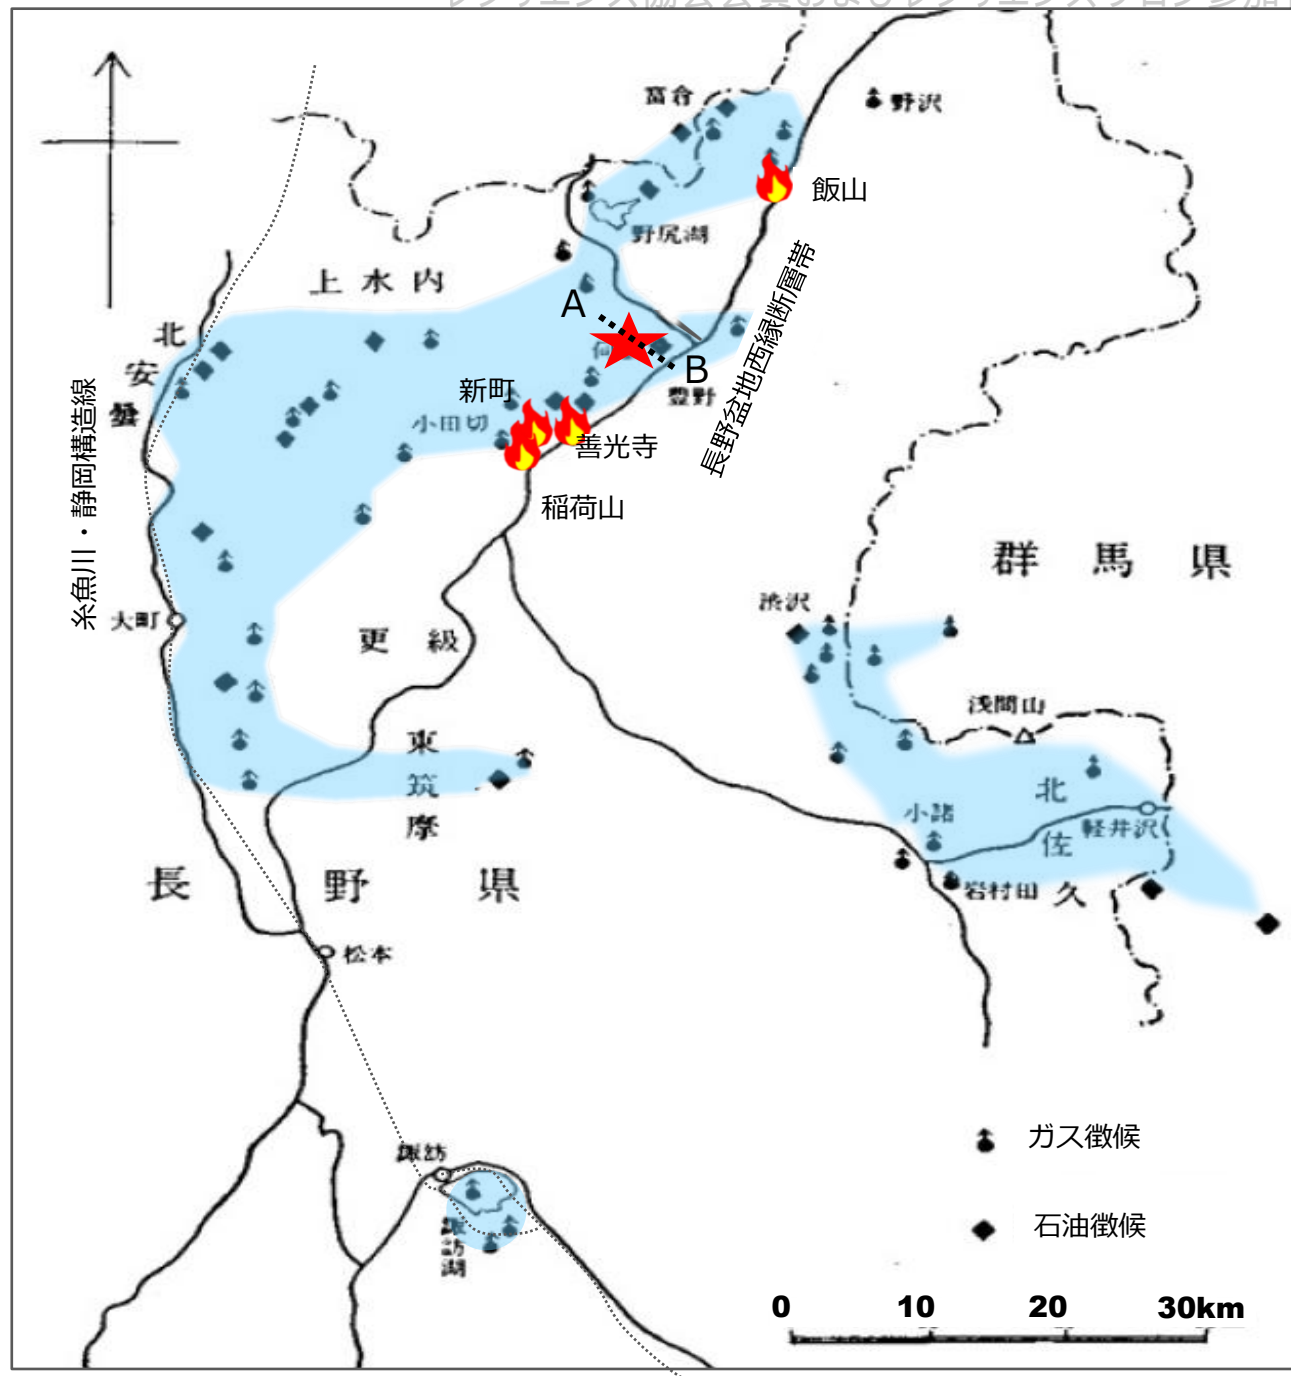 富倉
野沢
飯山
野尻湖
上水内
A
B
北安曇
長野盆地西縁断層帯
糸魚川・静岡構造線
新町
豊野
小田切
善光寺
稲荷山
群馬県
渋沢
大町
更級
浅間山
東筑摩
小諸
北佐久
軽井沢
岩村田
長野県
松本
諏訪
諏訪湖
ガス徴候
石油徴候
0 10 20 30km